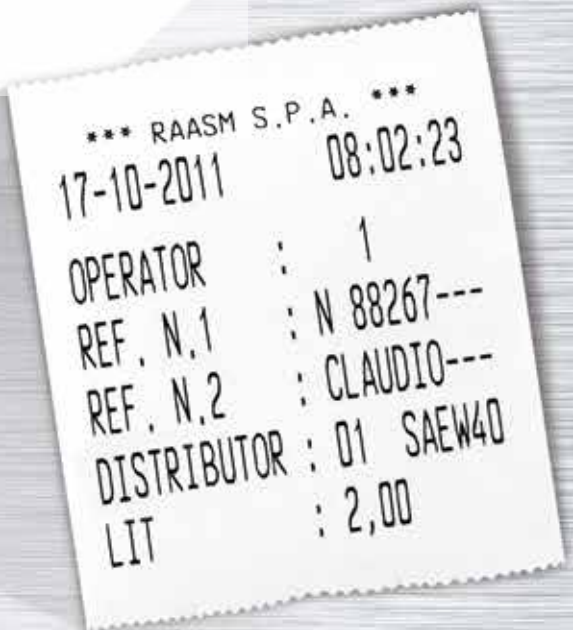 *** RAASM S.P.A. ***
17-10-2011 08:02:23
OPERATOR : 1
REF. N.1 : N 88267---
REF. N.2 : CLAUDIO---
DISTRIBUTOR : 01 SAEW40
LIT : 2,00